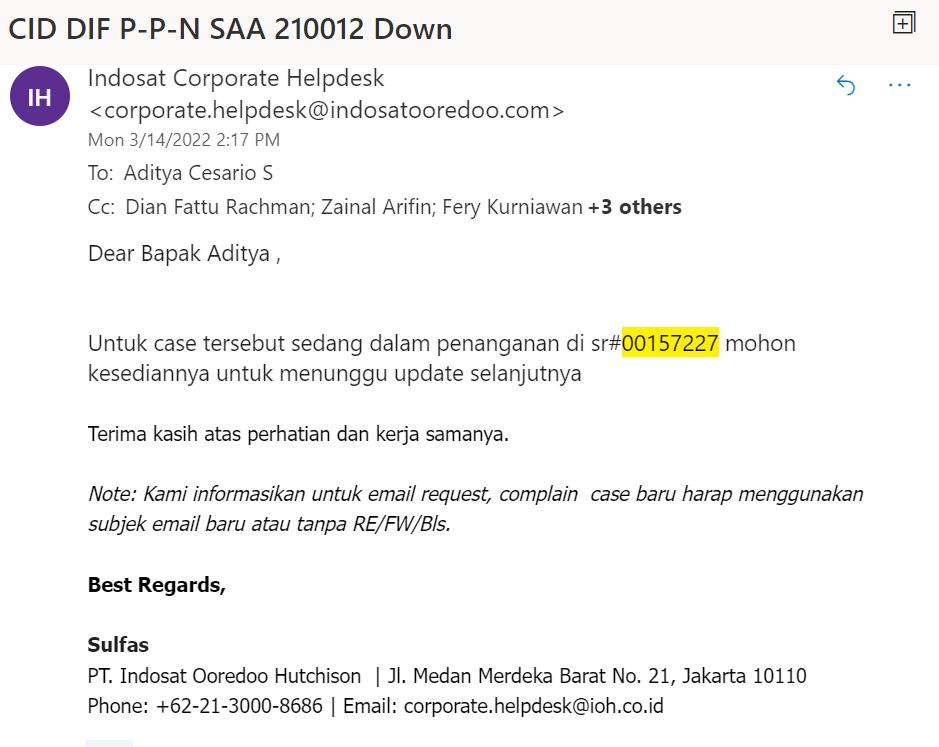 CID DIF P-P-N SAA 210012 Down
IH
Indosat Corporate Helpdesk
<corporate.helpdesk@indosatooredoo.com>
Mon 3/14/2022 2:17 PM
To: Aditya Cesario S
Cc: Dian Fattu Rachman; Zainal Arifin; Fery Kurniawan +3 others
Dear Bapak Aditya ,
Untuk case tersebut sedang dalam penanganan di sr#00157227 mohon
kesediannya untuk menunggu update selanjutnya
Terima kasih atas perhatian dan kerja samanya.
Note: Kami informasikan untuk email request, complain  case baru harap menggunakan
subjek email baru atau tanpa RE/FW/Bls.
Best Regards,
Sulfas
PT. Indosat Ooredoo Hutchison  | Jl. Medan Merdeka Barat No. 21, Jakarta 10110
Phone: +62-21-3000-8686 | Email: corporate.helpdesk@ioh.co.id